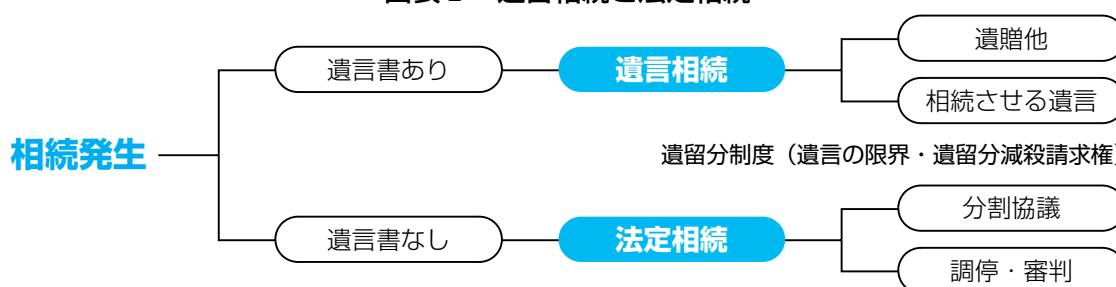 遺贈他
遺言書あり
遺言相続
相続させる遺言
相続発生
遺留分制度（遺言の限界・遺留分減殺請求権）
分割協議
遺言書なし
法定相続
調停・審判